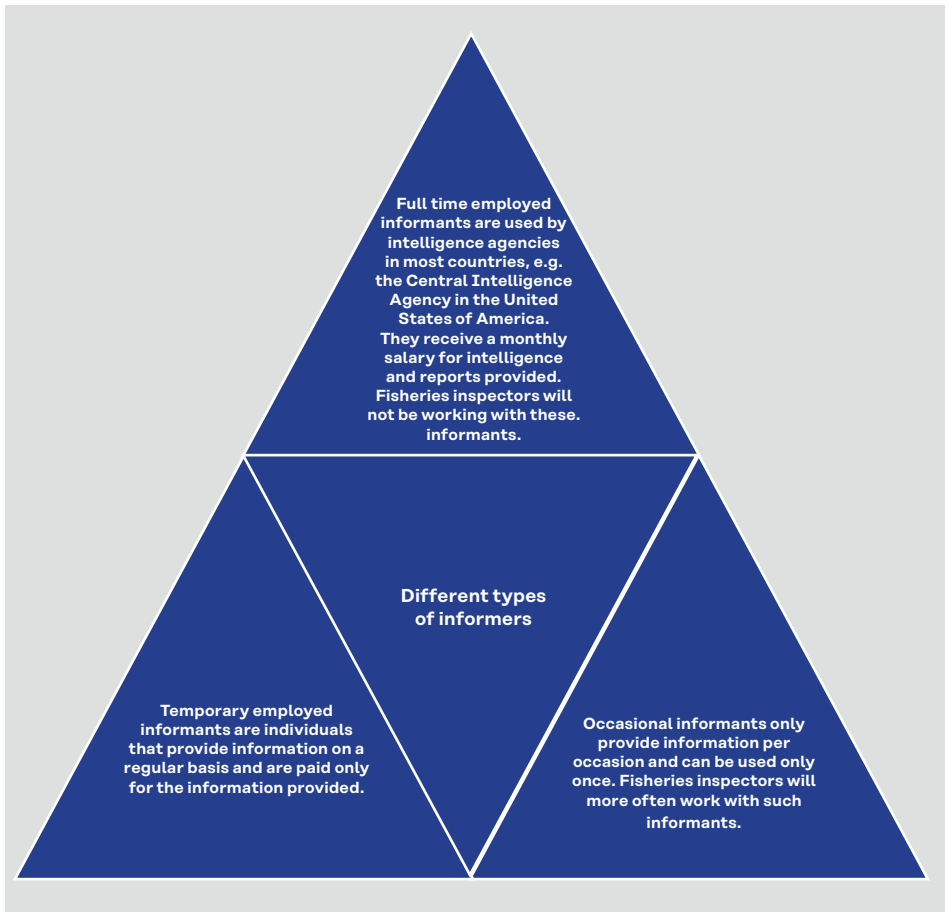 Full time employed
informants are used by
intelligence agencies
in most countries, e.g.
the Central Intelligence
Agency in the United
States of America.
They receive a monthly
salary for intelligence
and reports provided.
Fisheries inspectors will
not be working with these.
informants.
Different types
of informers
Temporary employed
informants are individuals
that provide information on a
regular basis and are paid only
for the information provided.
Occasional informants only
provide information per
occasion and can be used only
once. Fisheries inspectors will
more often work with such
informants.